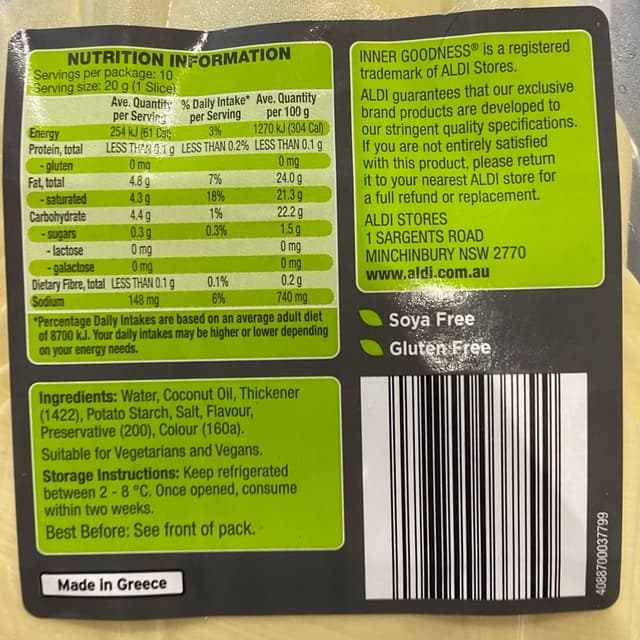 NUTRITION INFORMATION
Servings per package: 10
Serving size: 20 g (1 Slice)
Ave. Quantity per Serving % Daily Intake* per Serving Ave. Quantity per 100 g
Energy 254 kJ (61 Cal) 3% 1270 kJ (304 Cal)
Protein, total LESS THAN 0.1 g LESS THAN 0.2% LESS THAN 0.1 g
- gluten 0 mg 0 mg
Fat, total 4.8 g 7% 24.0 g
- saturated 4.3 g 18% 21.3 g
Carbohydrate 4.4 g 1% 22.2 g
- sugars 0.3 g 0.3% 1.5 g
- lactose 0 mg 0 mg
- galactose 0 mg 0 mg
Dietary Fibre, total LESS THAN 0.1 g 0.1% 0.2 g
Sodium 148 mg 6% 740 mg
*Percentage Daily Intakes are based on an average adult diet
of 8700 kJ. Your daily intakes may be higher or lower depending
on your energy needs.
Ingredients: Water, Coconut Oil, Thickener
(1422), Potato Starch, Salt, Flavour,
Preservative (200), Colour (160a).
Suitable for Vegetarians and Vegans.
Storage Instructions: Keep refrigerated
between 2 - 8 °C. Once opened, consume
within two weeks.
Best Before: See front of pack.
Made in Greece
INNER GOODNESS® is a registered
trademark of ALDI Stores.
ALDI guarantees that our exclusive
brand products are developed to
our stringent quality specifications.
If you are not entirely satisfied
with this product, please return
it to your nearest ALDI store for
a full refund or replacement.
ALDI STORES
1 SARGENTS ROAD
MINCHINBURY NSW 2770
www.aldi.com.au
Soya Free
Gluten Free
4088700037799